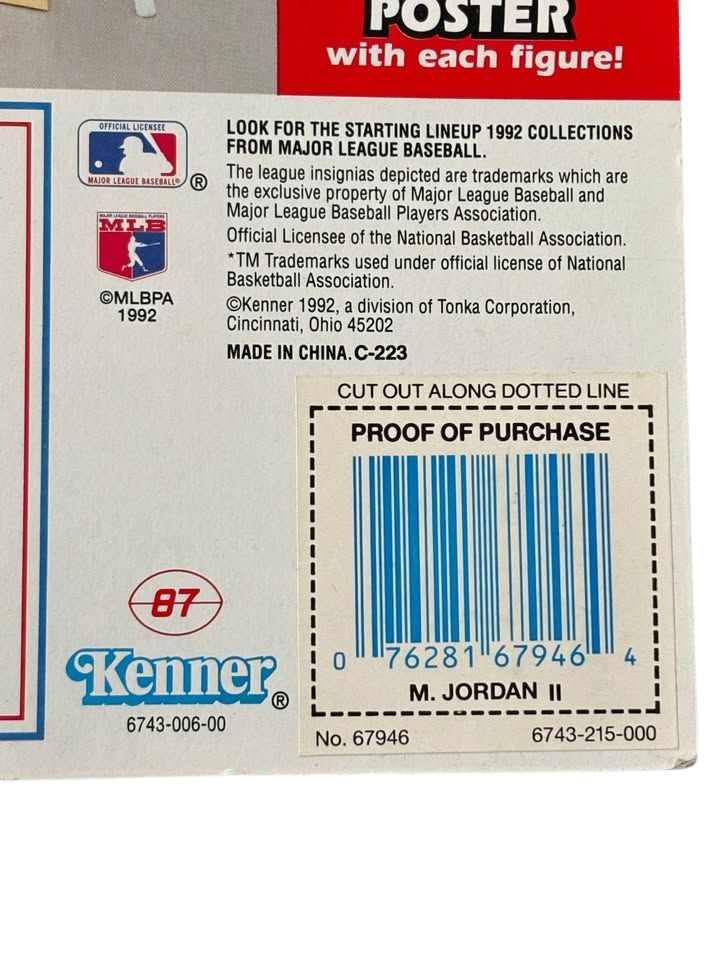 POSTER
with each figure!
OFFICIAL LICENSEE
MAJOR LEAGUE BASEBALL®
®
LOOK FOR THE STARTING LINEUP 1992 COLLECTIONS
FROM MAJOR LEAGUE BASEBALL.
The league insignias depicted are trademarks which are
the exclusive property of Major League Baseball and
Major League Baseball Players Association.
MAJOR LEAGUE BASEBALL PLAYERS
MLB
Official Licensee of the National Basketball Association.
*TM Trademarks used under official license of National
Basketball Association.
©MLBPA
1992
©Kenner 1992, a division of Tonka Corporation,
Cincinnati, Ohio 45202
MADE IN CHINA. C-223
CUT OUT ALONG DOTTED LINE
PROOF OF PURCHASE
0 76281 67946 4
M. JORDAN II
No. 67946 6743-215-000
87
Kenner®
6743-006-00